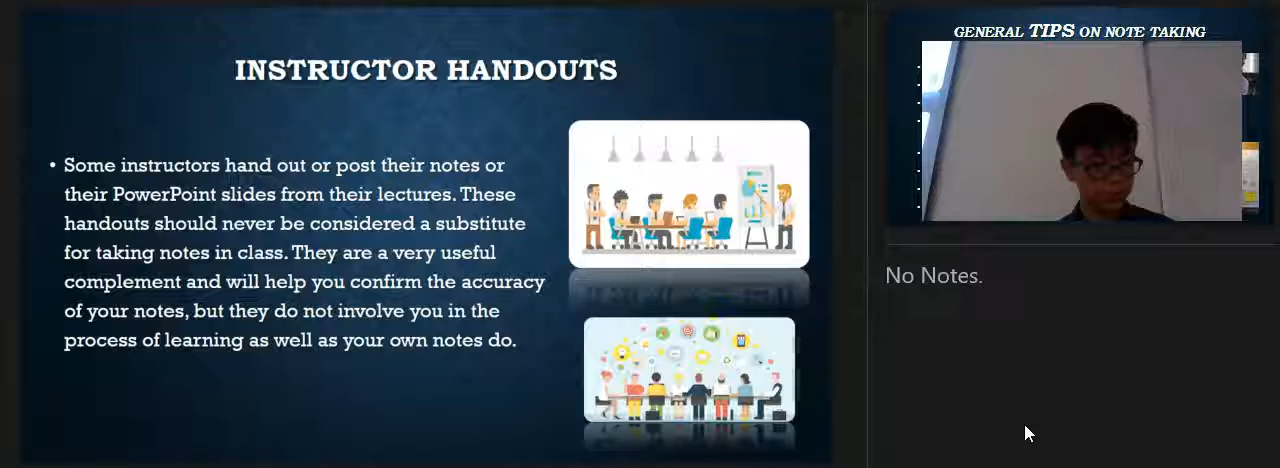 INSTRUCTOR HANDOUTS
• Some instructors hand out or post their notes or
their PowerPoint slides from their lectures. These
handouts should never be considered a substitute
for taking notes in class. They are a very useful
complement and will help you confirm the accuracy
of your notes, but they do not involve you in the
process of learning as well as your own notes do.
GENERAL TIPS ON NOTE TAKING
No Notes.